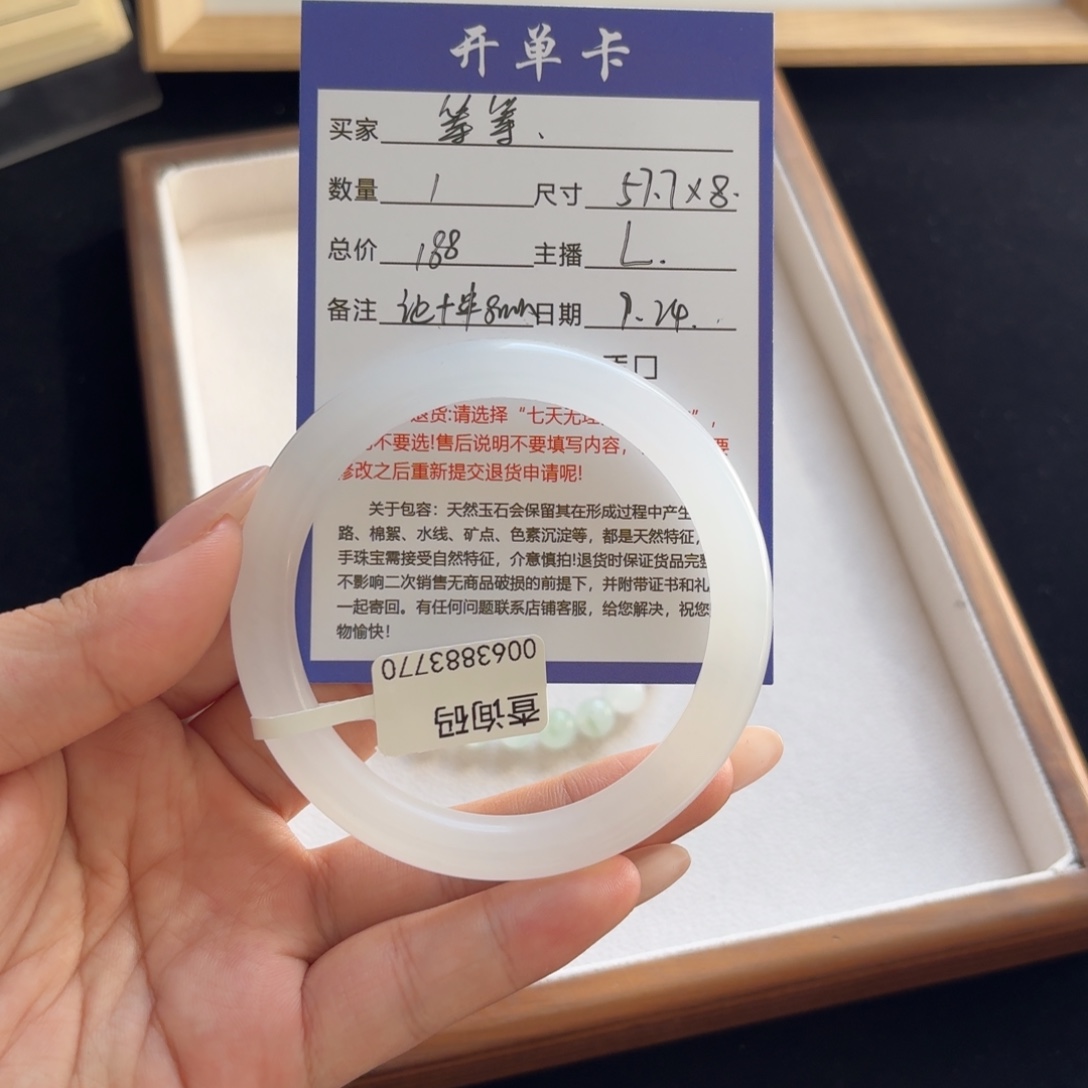 开单卡
买家 等等、
数量 1 尺寸 57.7×8.
总价 188 主播 L.
备注 8mm 日期 7.24.
退货:请选择“七天无理
不要选!售后说明不要填写内容， 要
修改之后重新提交退货申请呢!
关于包容：天然玉石会保留其在形成过程中产生
路、棉絮、水线、矿点、色素沉淀等，都是天然特征，
手珠宝需接受自然特征，介意慎拍!退货时保证货品完整
不影响二次销售无商品破损的前提下，并附带证书和礼
一起寄回。有任何问题联系店铺客服，给您解决，祝您
物愉快！
0063883770
查询码